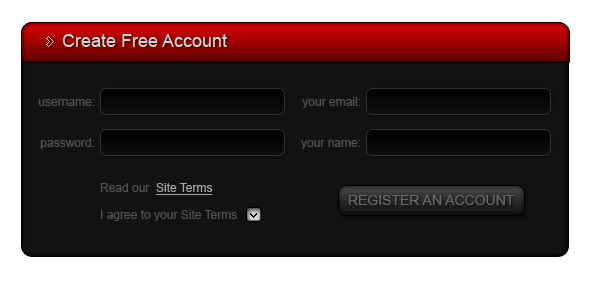 Create Free Account
username:
your email:
password:
your name:
Read our Site Terms
I agree to your Site Terms
REGISTER AN ACCOUNT